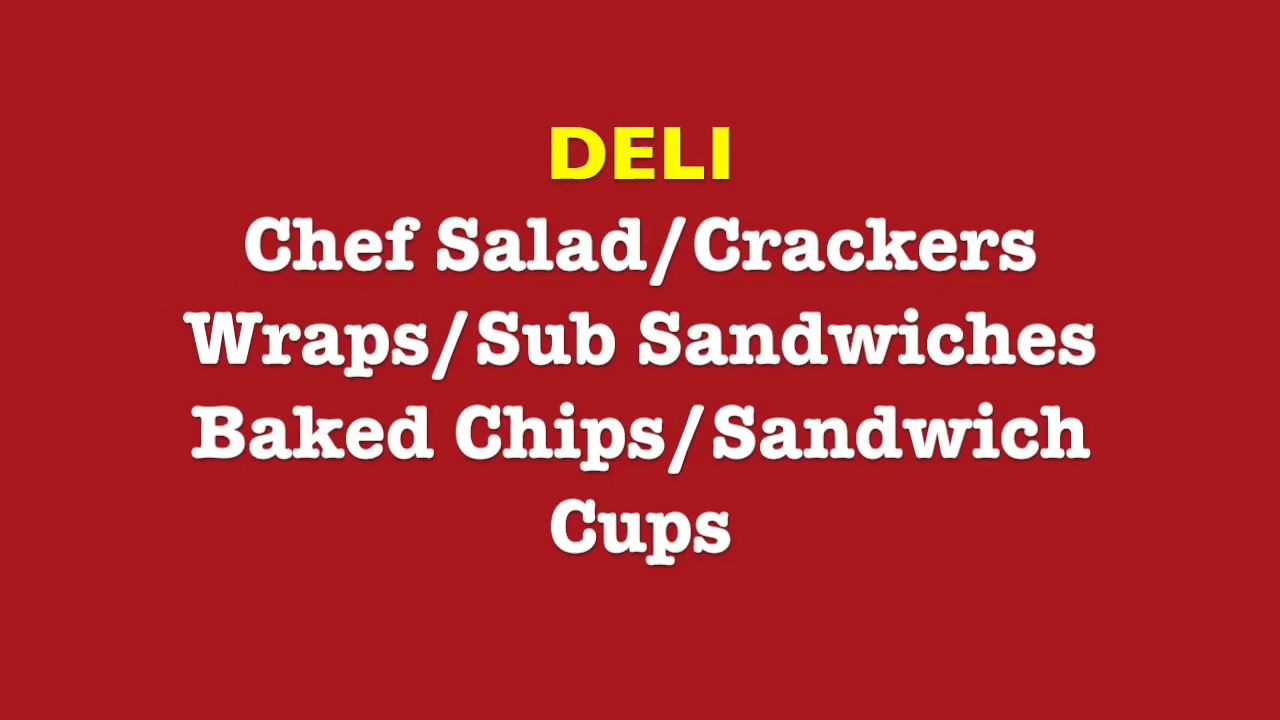 DELI
Chef Salad/Crackers
Wraps/Sub Sandwiches
Baked Chips/Sandwich
Cups